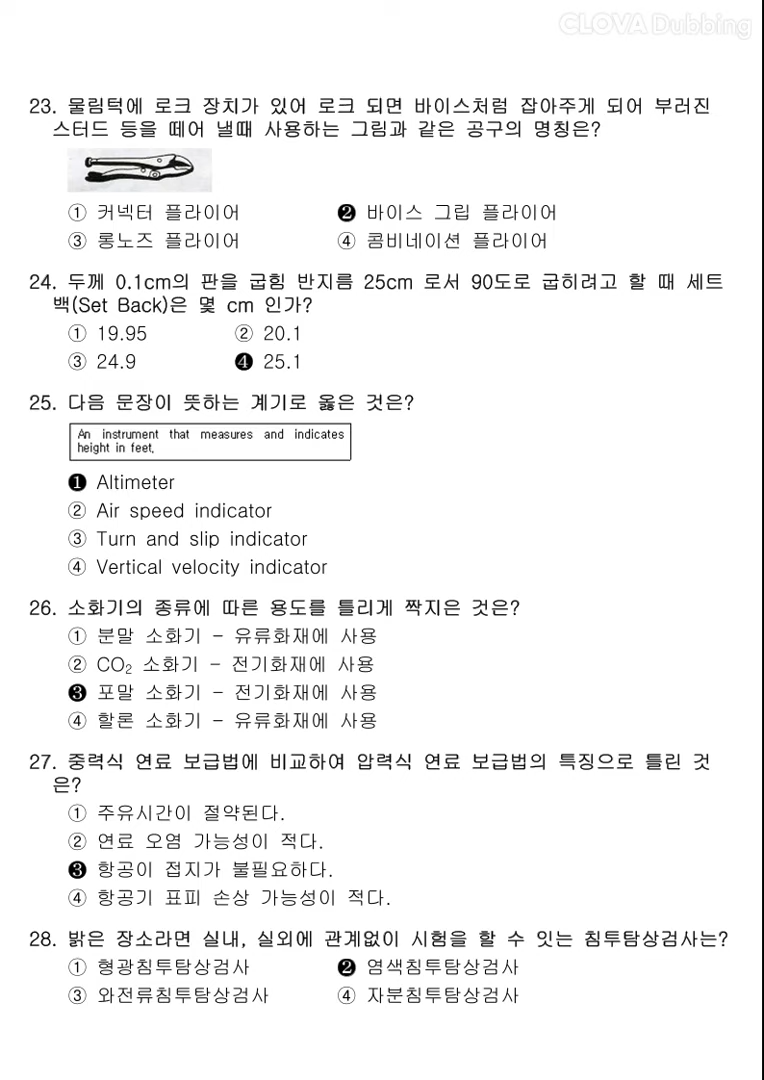 CLOVA Dubbing
23. 물림턱에 로크 장치가 있어 로크 되면 바이스처럼 잡아주게 되어 부러진
스터드 등을 떼어 낼때 사용하는 그림과 같은 공구의 명칭은?
① 커넥터 플라이어 ❷ 바이스 그립 플라이어
③ 롱노즈 플라이어 ④ 콤비네이션 플라이어
24. 두께 0.1cm의 판을 굽힘 반지름 25cm 로서 90도로 굽히려고 할 때 세트
백(Set Back)은 몇 cm 인가?
① 19.95 ② 20.1
③ 24.9 ❹ 25.1
25. 다음 문장이 뜻하는 계기로 옳은 것은?
An instrument that measures and indicates
height in feet.
❶ Altimeter
② Air speed indicator
③ Turn and slip indicator
④ Vertical velocity indicator
26. 소화기의 종류에 따른 용도를 틀리게 짝지은 것은?
① 분말 소화기 - 유류화재에 사용
② CO₂ 소화기 - 전기화재에 사용
❸ 포말 소화기 - 전기화재에 사용
④ 할론 소화기 - 유류화재에 사용
27. 중력식 연료 보급법에 비교하여 압력식 연료 보급법의 특징으로 틀린 것
은?
① 주유시간이 절약된다.
② 연료 오염 가능성이 적다.
❸ 항공이 접지가 불필요하다.
④ 항공기 표피 손상 가능성이 적다.
28. 밝은 장소라면 실내, 실외에 관계없이 시험을 할 수 잇는 침투탐상검사는?
① 형광침투탐상검사 ❷ 염색침투탐상검사
③ 와전류침투탐상검사 ④ 자분침투탐상검사